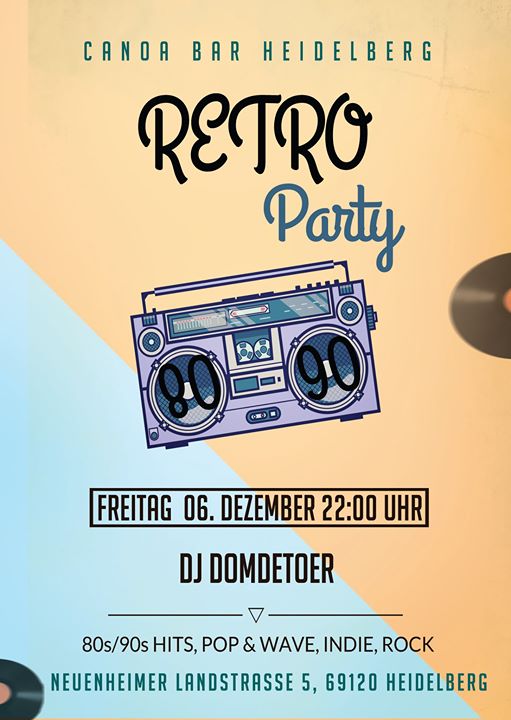 CANOA BAR HEIDELBERG
RETRO
Party
80 90
FREITAG 06. DEZEMBER 22:00 UHR
DJ DOMDETOER
80s/90s HITS, POP & WAVE, INDIE, ROCK
NEUENHEIMER LANDSTRASSE 5, 69120 HEIDELBERG